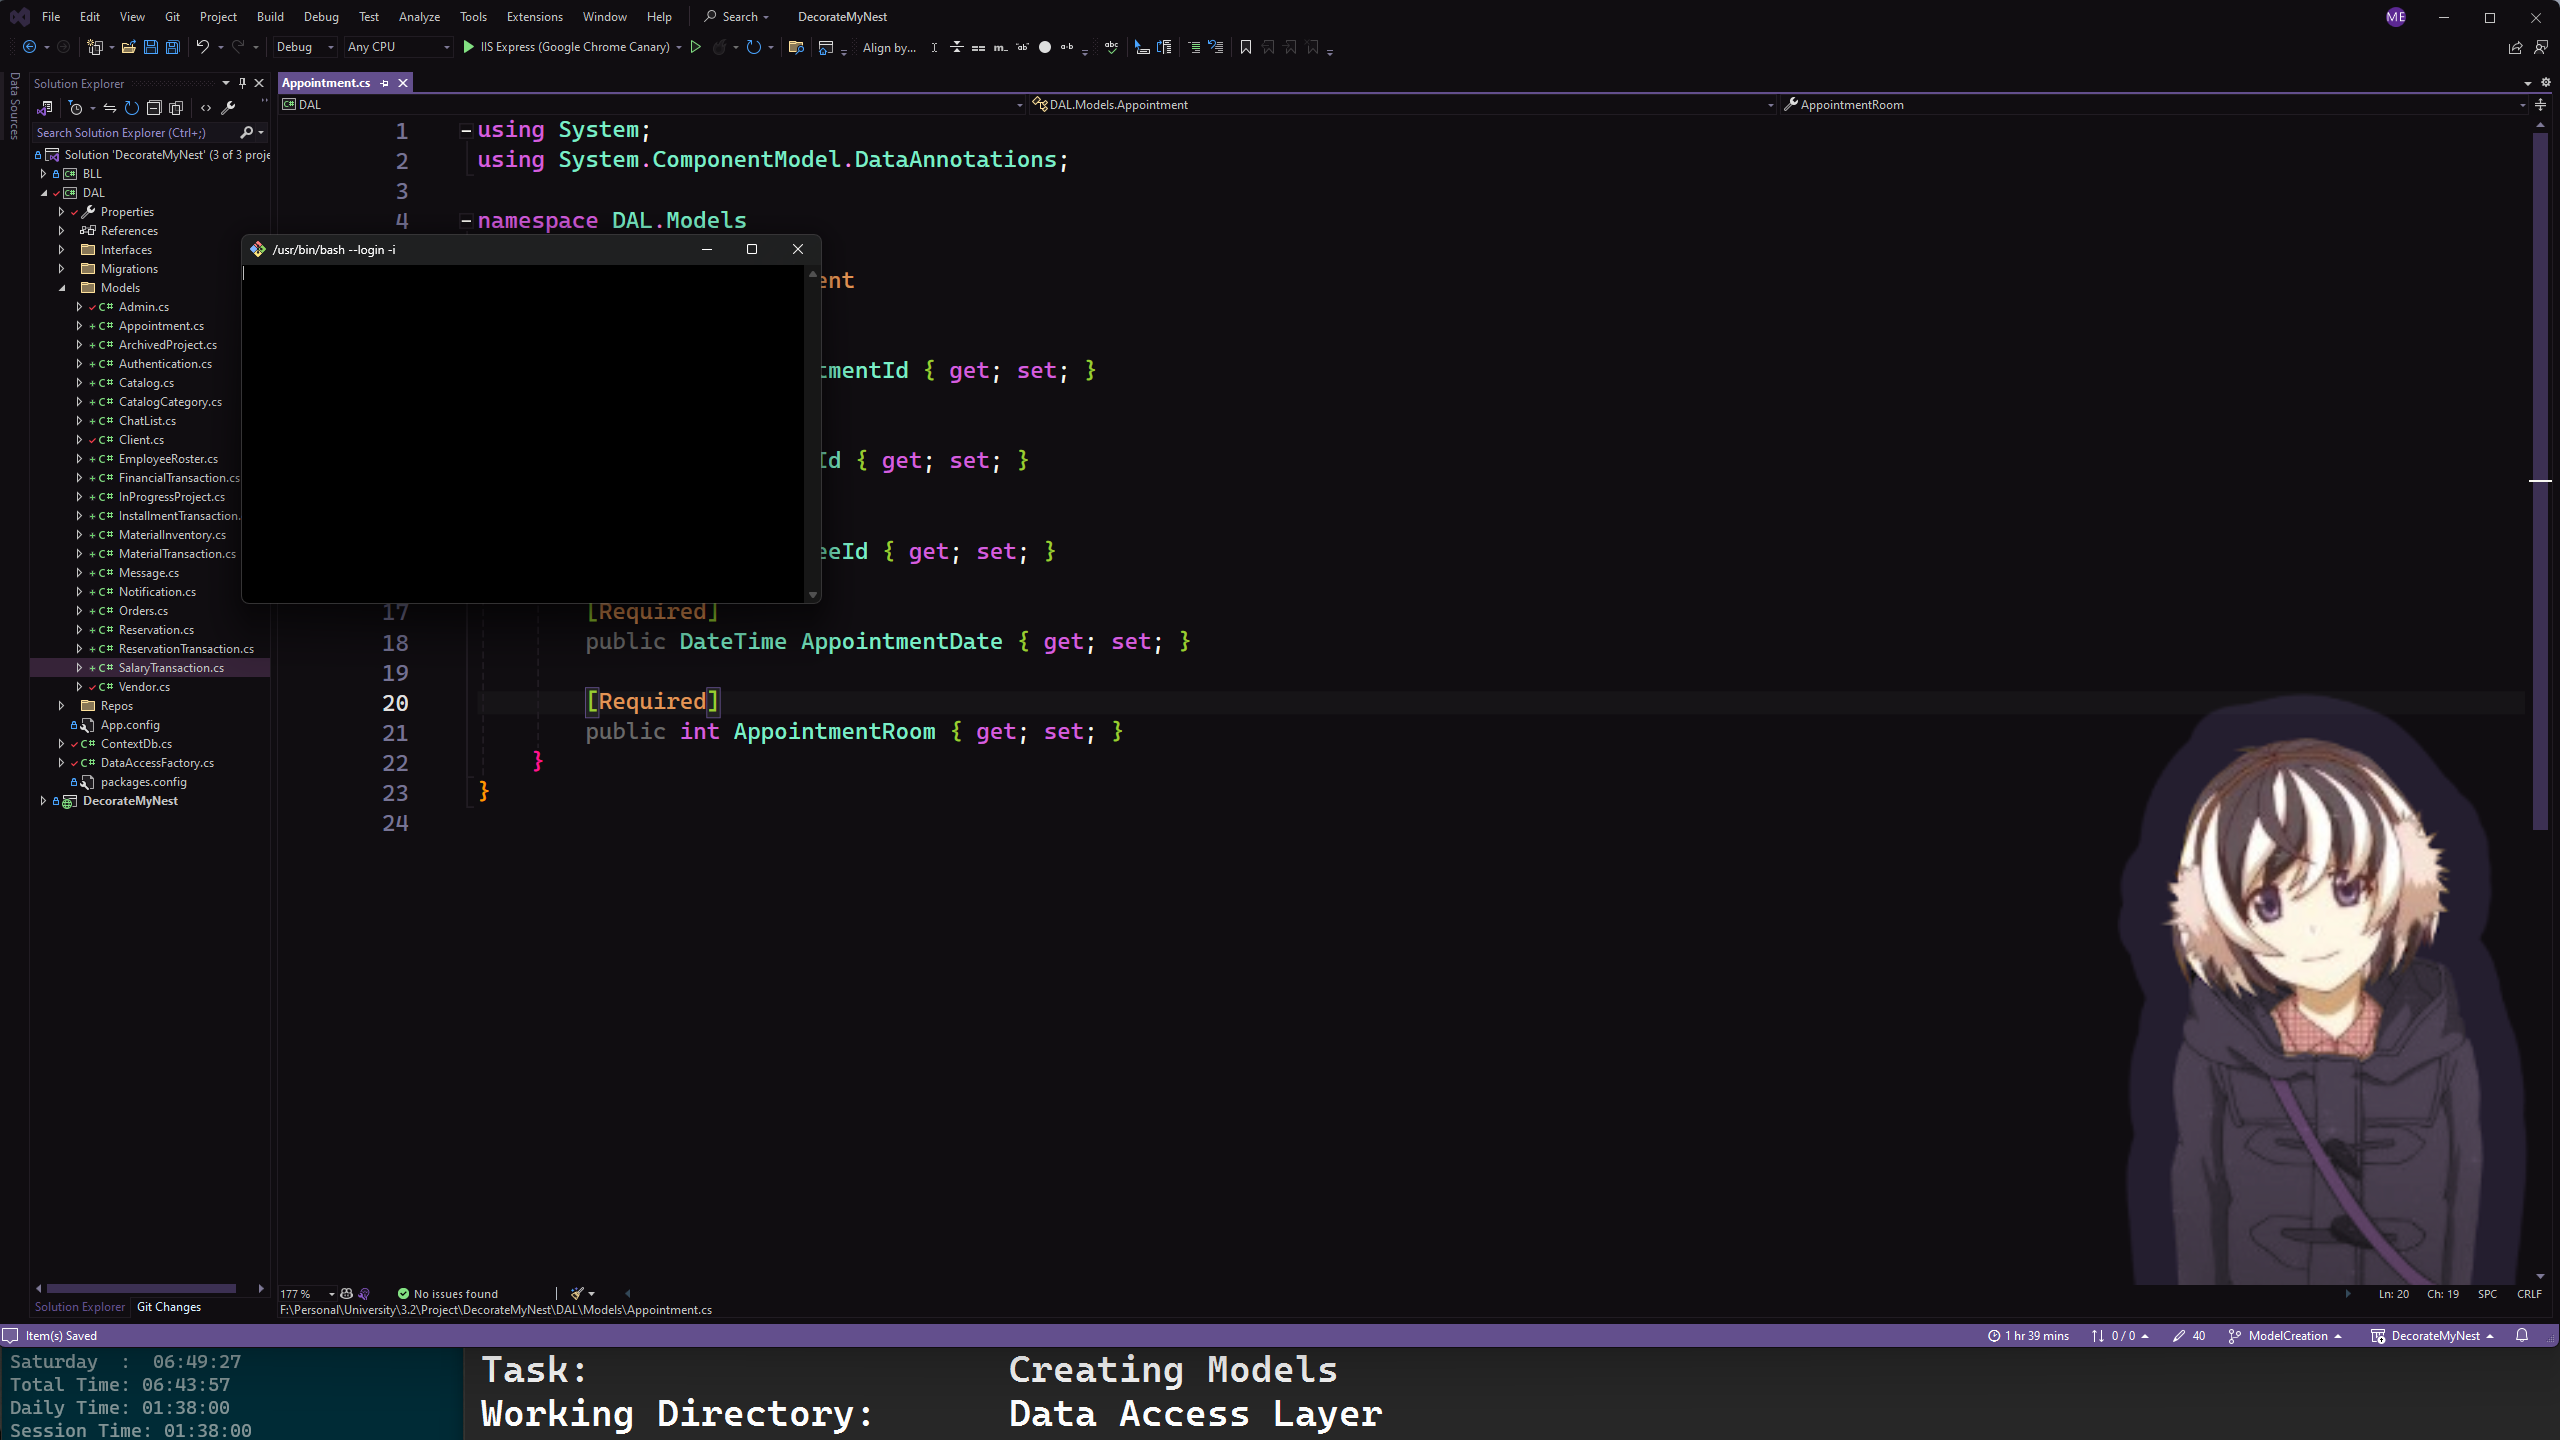 File Edit View Git Project Build Debug Test Analyze Tools Extensions Window Help Search DecorateMyNest ME
Debug Any CPU IIS Express (Google Chrome Canary) Align by...
Data Sources
Solution Explorer
Search Solution Explorer (Ctrl+;)
Solution 'DecorateMyNest' (3 of 3 proje
BLL
DAL
Properties
References
Interfaces
Migrations
Models
Admin.cs
Appointment.cs
ArchivedProject.cs
Authentication.cs
Catalog.cs
CatalogCategory.cs
ChatList.cs
Client.cs
EmployeeRoster.cs
FinancialTransaction.cs
InProgressProject.cs
InstallmentTransaction.
MaterialInventory.cs
MaterialTransaction.cs
Message.cs
Notification.cs
Orders.cs
Reservation.cs
ReservationTransaction.cs
SalaryTransaction.cs
Vendor.cs
Repos
App.config
ContextDb.cs
DataAccessFactory.cs
packages.config
DecorateMyNest
Solution Explorer Git Changes
Appointment.cs
DAL DAL.Models.Appointment AppointmentRoom
1 using System;
2 using System.ComponentModel.DataAnnotations;
3
4 namespace DAL.Models
/usr/bin/bash --login -i
ent
tmentId { get; set; }
Id { get; set; }
eeId { get; set; }
17 [Required]
18 public DateTime AppointmentDate { get; set; }
19
20 [Required]
21 public int AppointmentRoom { get; set; }
22 }
23 }
24
177 % No issues found Ln: 20 Ch: 19 SPC CRLF
F:\Personal\University\3.2\Project\DecorateMyNest\DAL\Models\Appointment.cs
Item(s) Saved 1 hr 39 mins 0 / 0 40 ModelCreation DecorateMyNest
Saturday : 06:49:27
Total Time: 06:43:57
Daily Time: 01:38:00
Session Time: 01:38:00
Task: Creating Models
Working Directory: Data Access Layer